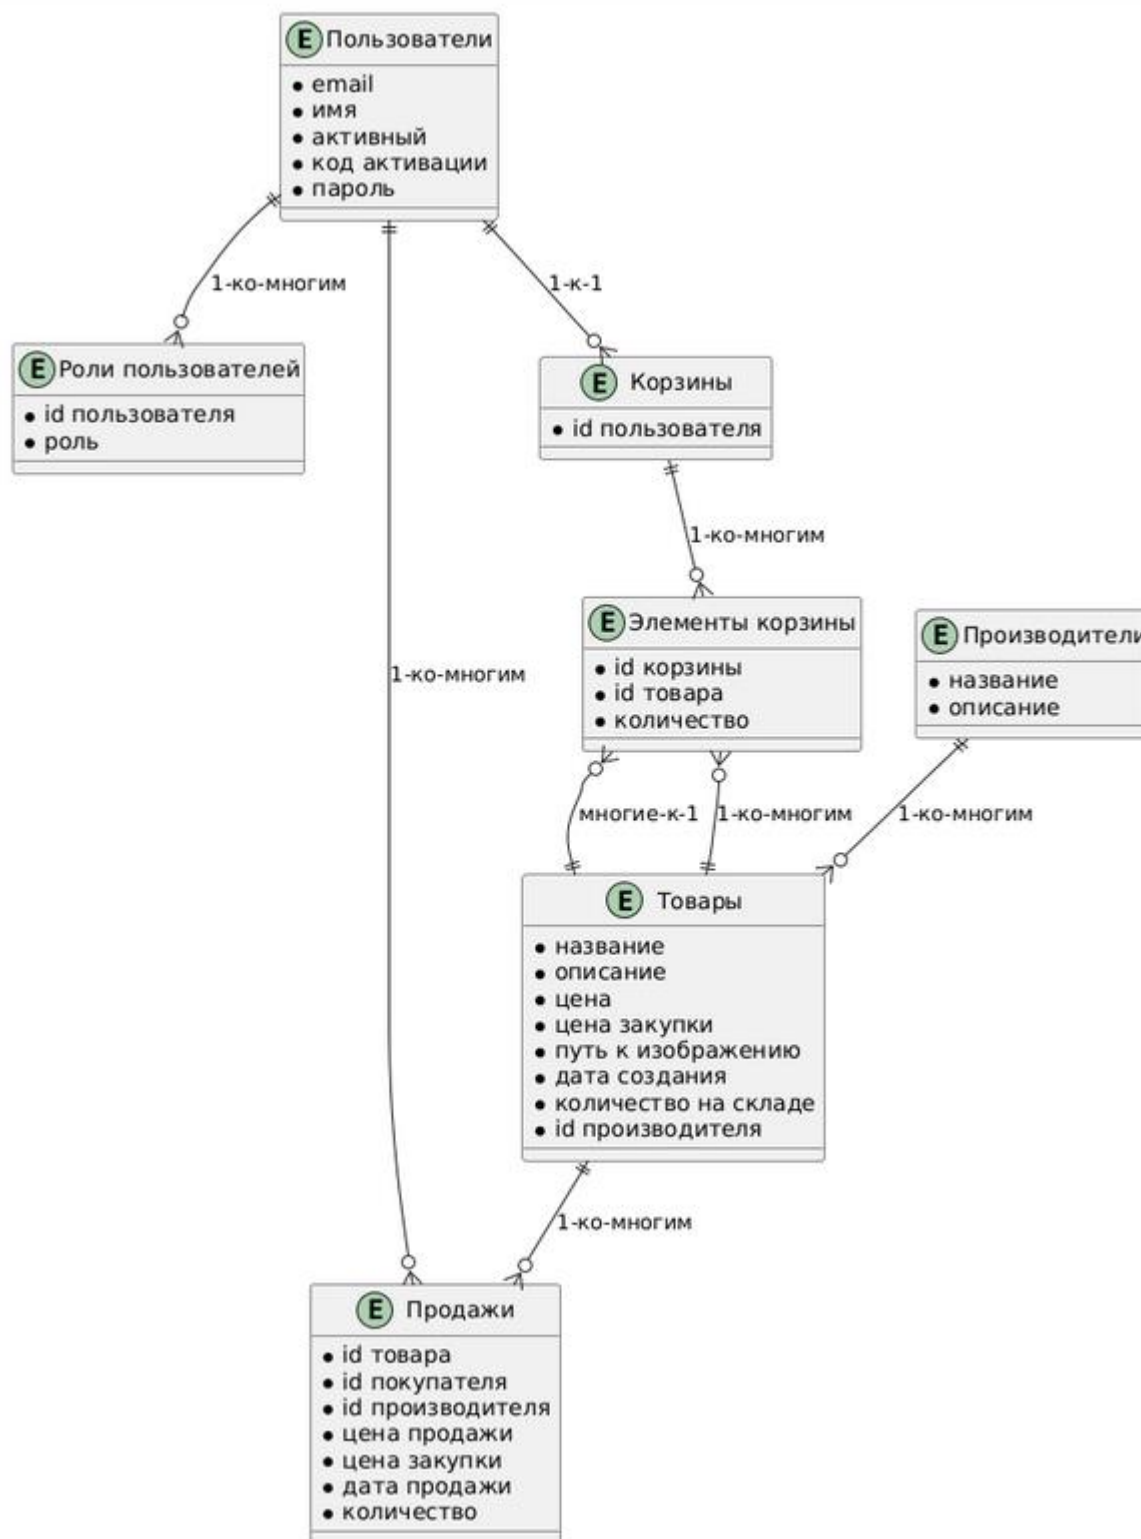 E Пользователи
email
имя
активный
код активации
пароль
1-ко-многим
1-к-1
E Роли пользователей
id пользователя
роль
E Корзины
id пользователя
1-ко-многим
E Элементы корзины
id корзины
id товара
количество
E Производители
название
описание
1-ко-многим
многие-к-1
1-ко-многим
1-ко-многим
E Товары
название
описание
цена
цена закупки
путь к изображению
дата создания
количество на складе
id производителя
1-ко-многим
E Продажи
id товара
id покупателя
id производителя
цена продажи
цена закупки
дата продажи
количество